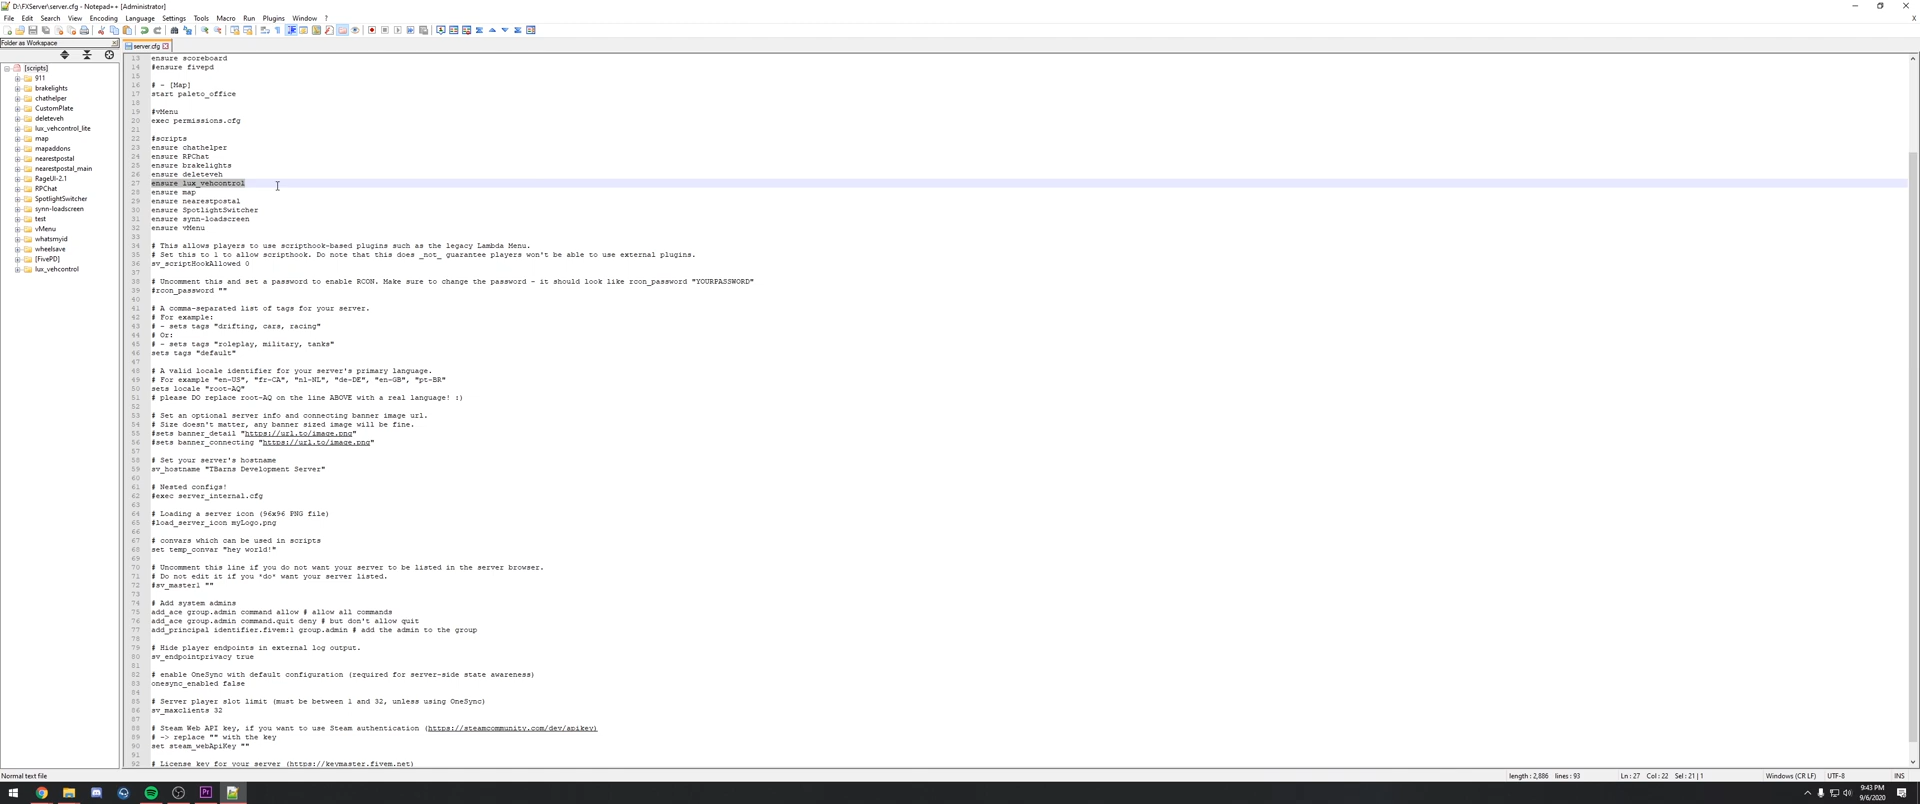 D:\FXServer\server.cfg - Notepad++ [Administrator]
File Edit Search View Encoding Language Settings Tools Macro Run Plugins Window ?
X
Folder as Workspace
server.cfg
[scripts]
911
brakelights
chathelper
CustomPlate
deleteveh
lux_vehcontrol_lite
map
mapaddons
nearestpostal
nearestpostal_main
RageUI-2.1
RPChat
SpotlightSwitcher
synn-loadscreen
test
vMenu
whatsmyid
wheelsave
[FivePD]
lux_vehcontrol
13 ensure scoreboard
14 #ensure fivepd
15
16 # - [Map]
17 start paleto_office
18
19 #vMenu
20 exec permissions.cfg
21
22 #scripts
23 ensure chathelper
24 ensure RPChat
25 ensure brakelights
26 ensure deleteveh
27 ensure lux_vehcontrol
28 ensure map
29 ensure nearestpostal
30 ensure SpotlightSwitcher
31 ensure synn-loadscreen
32 ensure vMenu
33
34 # This allows players to use scripthook-based plugins such as the legacy Lambda Menu.
35 # Set this to 1 to allow scripthook. Do note that this does _not_ guarantee players won't be able to use external plugins.
36 sv_scriptHookAllowed 0
37
38 # Uncomment this and set a password to enable RCON. Make sure to change the password - it should look like rcon_password "YOURPASSWORD"
39 #rcon_password ""
40
41 # A comma-separated list of tags for your server.
42 # For example:
43 # - sets tags "drifting, cars, racing"
44 # Or:
45 # - sets tags "roleplay, military, tanks"
46 sets tags "default"
47
48 # A valid locale identifier for your server's primary language.
49 # For example "en-US", "fr-CA", "nl-NL", "de-DE", "en-GB", "pt-BR"
50 sets locale "root-AQ"
51 # please DO replace root-AQ on the line ABOVE with a real language! :)
52
53 # Set an optional server info and connecting banner image url.
54 # Size doesn't matter, any banner sized image will be fine.
55 #sets banner_detail "https://url.to/image.png"
56 #sets banner_connecting "https://url.to/image.png"
57
58 # Set your server's hostname
59 sv_hostname "TBarns Development Server"
60
61 # Nested configs!
62 #exec server_internal.cfg
63
64 # Loading a server icon (96x96 PNG file)
65 #load_server_icon myLogo.png
66
67 # convars which can be used in scripts
68 set temp_convar "hey world!"
69
70 # Uncomment this line if you do not want your server to be listed in the server browser.
71 # Do not edit it if you *do* want your server listed.
72 #sv_master1 ""
73
74 # Add system admins
75 add_ace group.admin command allow # allow all commands
76 add_ace group.admin command.quit deny # but don't allow quit
77 add_principal identifier.fivem:1 group.admin # add the admin to the group
78
79 # Hide player endpoints in external log output.
80 sv_endpointprivacy true
81
82 # enable OneSync with default configuration (required for server-side state awareness)
83 onesync_enabled false
84
85 # Server player slot limit (must be between 1 and 32, unless using OneSync)
86 sv_maxclients 32
87
88 # Steam Web API key, if you want to use Steam authentication (https://steamcommunity.com/dev/apikey)
89 # -> replace "" with the key
90 set steam_webApiKey ""
91
92 # License key for your server (https://keymaster.fivem.net)
Normal text file length : 2,886 lines : 93 Ln : 27 Col : 22 Sel : 21 | 1 Windows (CR LF) UTF-8 INS
Pr
9:43 PM
9/6/2020